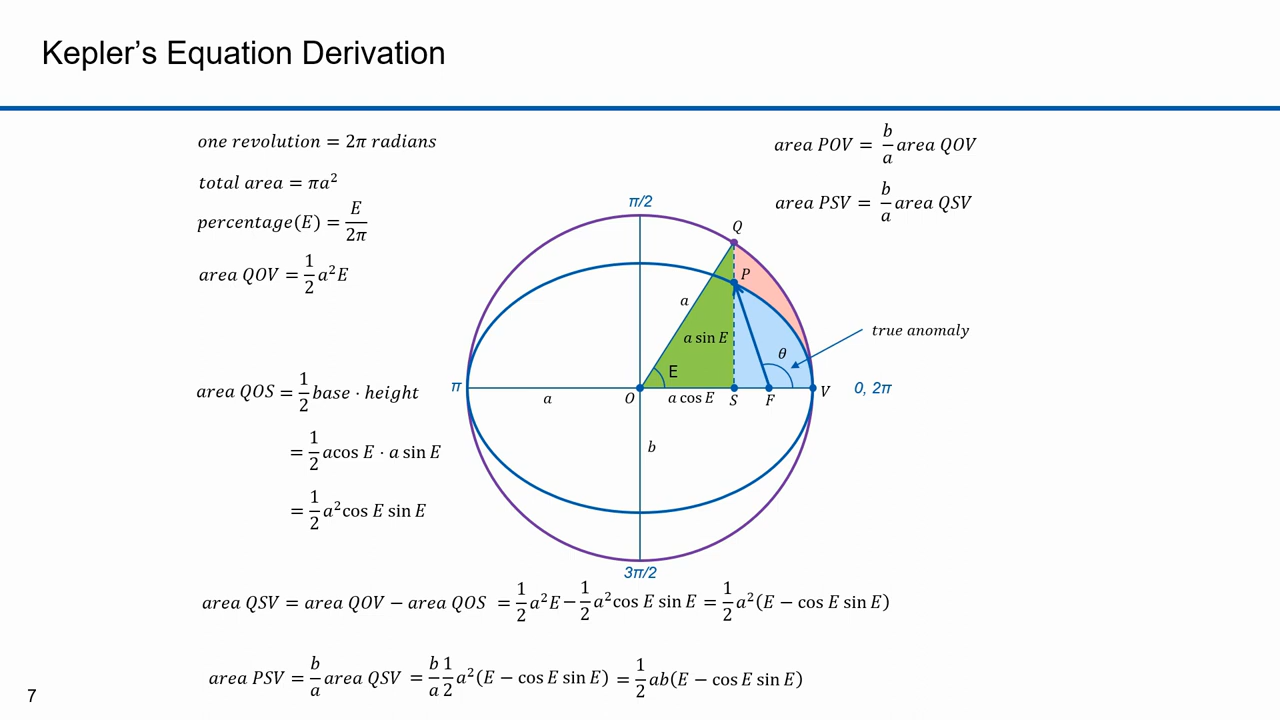 Kepler's Equation Derivation
one revolution = 2π radians
total area = πa²
percentage(E) = E/2π
area QOV = 1/2 a²E
area POV = b/a area QOV
area PSV = b/a area QSV
π/2
Q
P
a
a sin E
true anomaly
θ
E
area QOS = 1/2 base · height
π
a
O
a cos E
S
F
V
0, 2π
= 1/2 acos E · a sin E
b
= 1/2 a² cos E sin E
3π/2
area QSV = area QOV − area QOS = 1/2 a²E − 1/2 a² cos E sin E = 1/2 a²(E − cos E sin E)
area PSV = b/a area QSV = b/a 1/2 a²(E − cos E sin E) = 1/2 ab(E − cos E sin E)
7